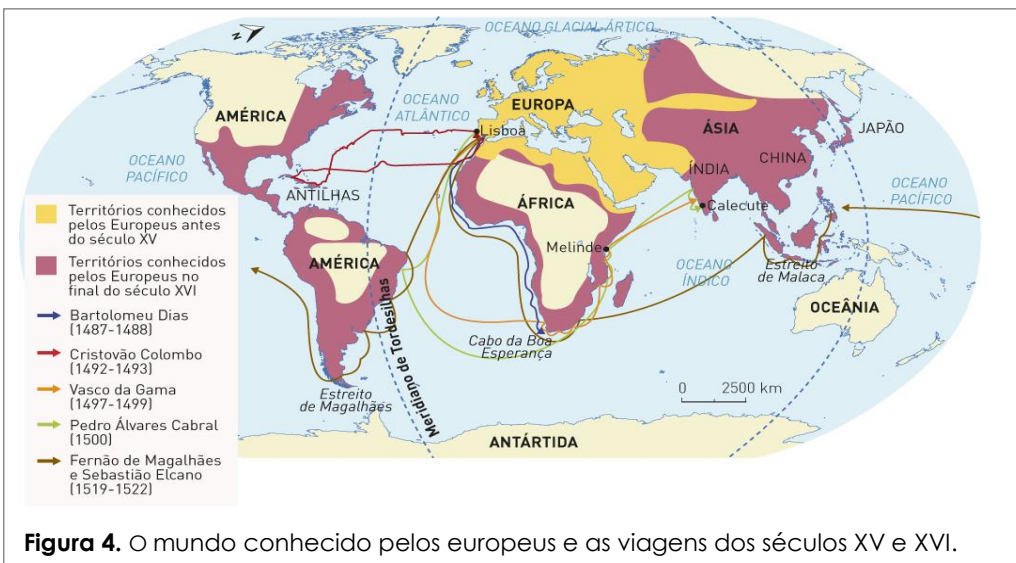 N
OCEANO GLACIAL ÁRTICO
AMÉRICA
OCEANO
ATLÂNTICO
EUROPA
Lisboa
ÁSIA
JAPÃO
CHINA
ÍNDIA
OCEANO
PACÍFICO
ANTILHAS
ÁFRICA
Calecute
OCEANO
PACÍFICO
Melinde
AMÉRICA
OCEANO
ÍNDICO
Estreito
de Malaca
OCEÂNIA
Meridiano de Tordesilhas
Cabo da Boa
Esperança
Estreito
de Magalhães
0 2500 km
ANTÁRTIDA
Territórios conhecidos
pelos Europeus antes
do século XV
Territórios conhecidos
pelos Europeus no
final do século XVI
Bartolomeu Dias
(1487-1488)
Cristovão Colombo
(1492-1493)
Vasco da Gama
(1497-1499)
Pedro Álvares Cabral
(1500)
Fernão de Magalhães
e Sebastião Elcano
(1519-1522)
Figura 4. O mundo conhecido pelos europeus e as viagens dos séculos XV e XVI.